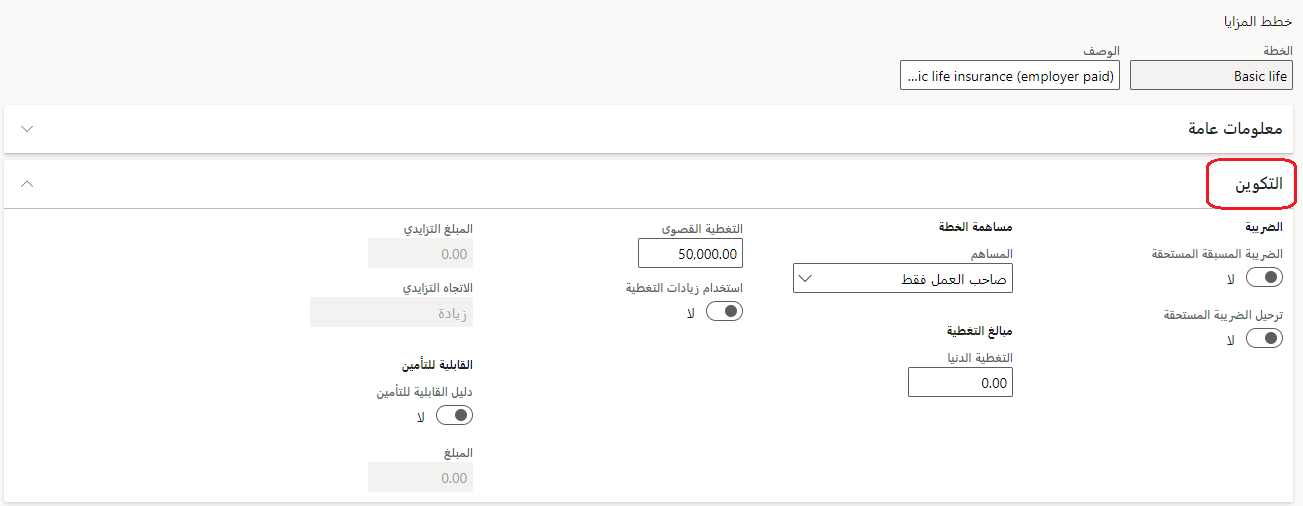 خطط المزايا
الخطة
Basic life
الوصف
...ic life insurance (employer paid)
معلومات عامة
التكوين
الضريبة
الضريبة المسبقة المستحقة
لا
ترحيل الضريبة المستحقة
لا
مساهمة الخطة
المساهم
صاحب العمل فقط
مبالغ التغطية
التغطية الدنيا
0.00
التغطية القصوى
50,000.00
استخدام زيادات التغطية
لا
المبلغ التزايدي
0.00
الاتجاه التزايدي
زيادة
القابلية للتأمين
دليل القابلية للتأمين
لا
المبلغ
0.00